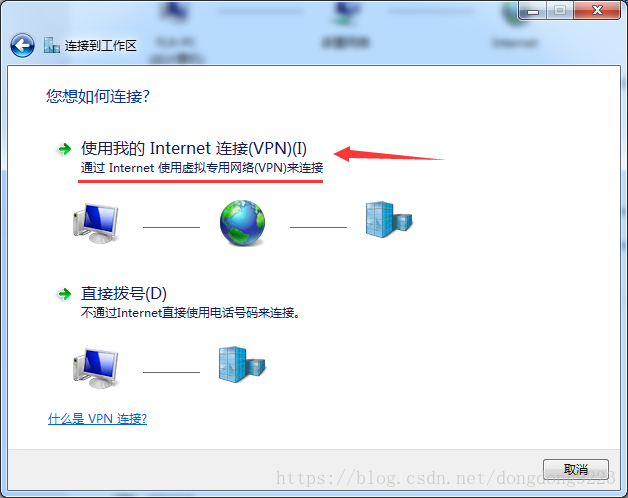 连接到工作区
Internet
您想如何连接?
使用我的 Internet 连接(VPN)(I)
通过 Internet 使用虚拟专用网络(VPN)来连接
直接拨号(D)
不通过Internet直接使用电话号码来连接。
什么是 VPN 连接?
取消
https://blog.csdn.net/dongdong9223